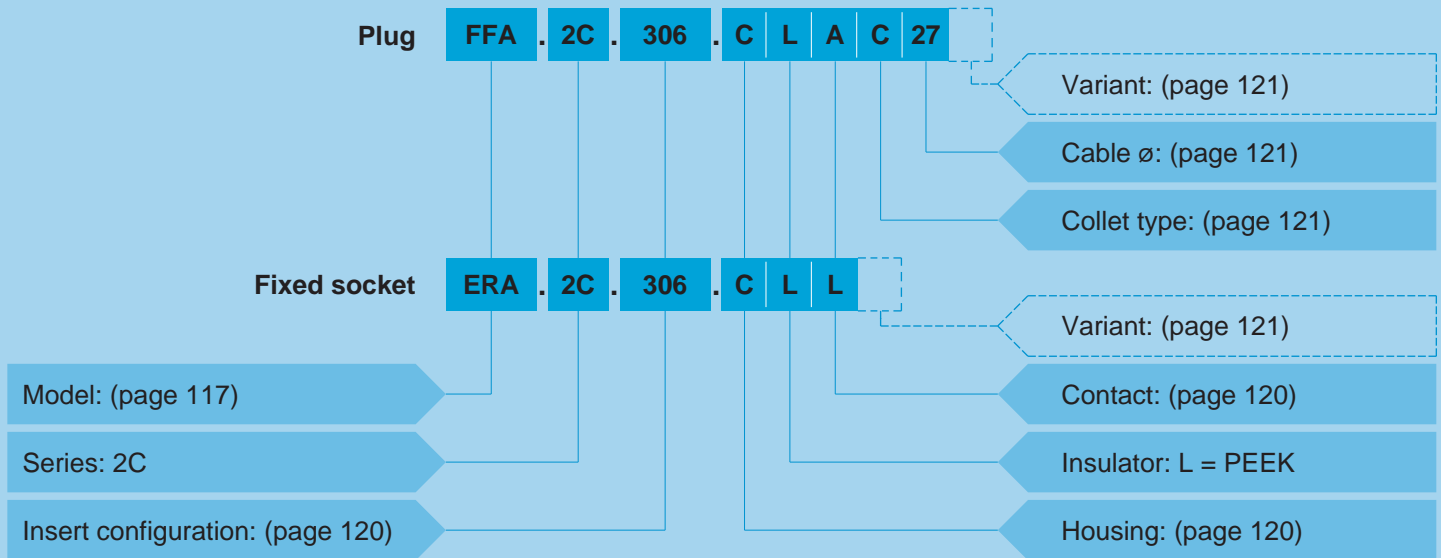 Plug FFA . 2C . 306 . C L A C 27
Variant: (page 121)
Cable ø: (page 121)
Collet type: (page 121)
Fixed socket ERA . 2C . 306 . C L L
Variant: (page 121)
Model: (page 117) Contact: (page 120)
Series: 2C Insulator: L = PEEK
Insert configuration: (page 120) Housing: (page 120)